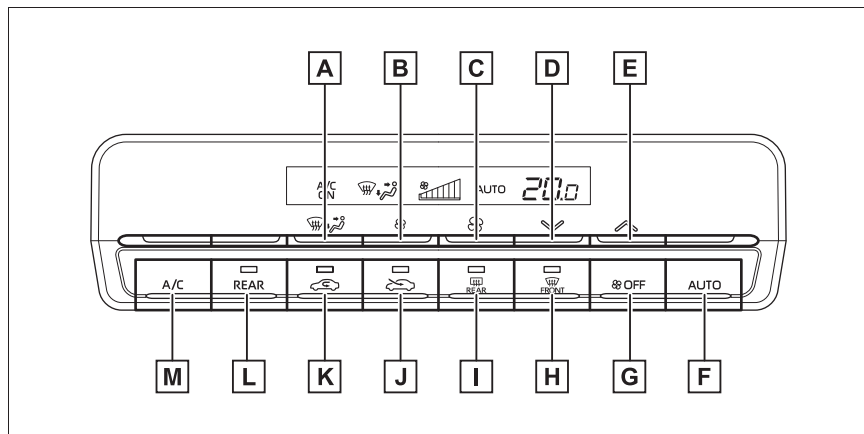 A B C D E
A/C ON AUTO 20.0
A/C REAR REAR FRONT OFF AUTO
M L K J I H G F